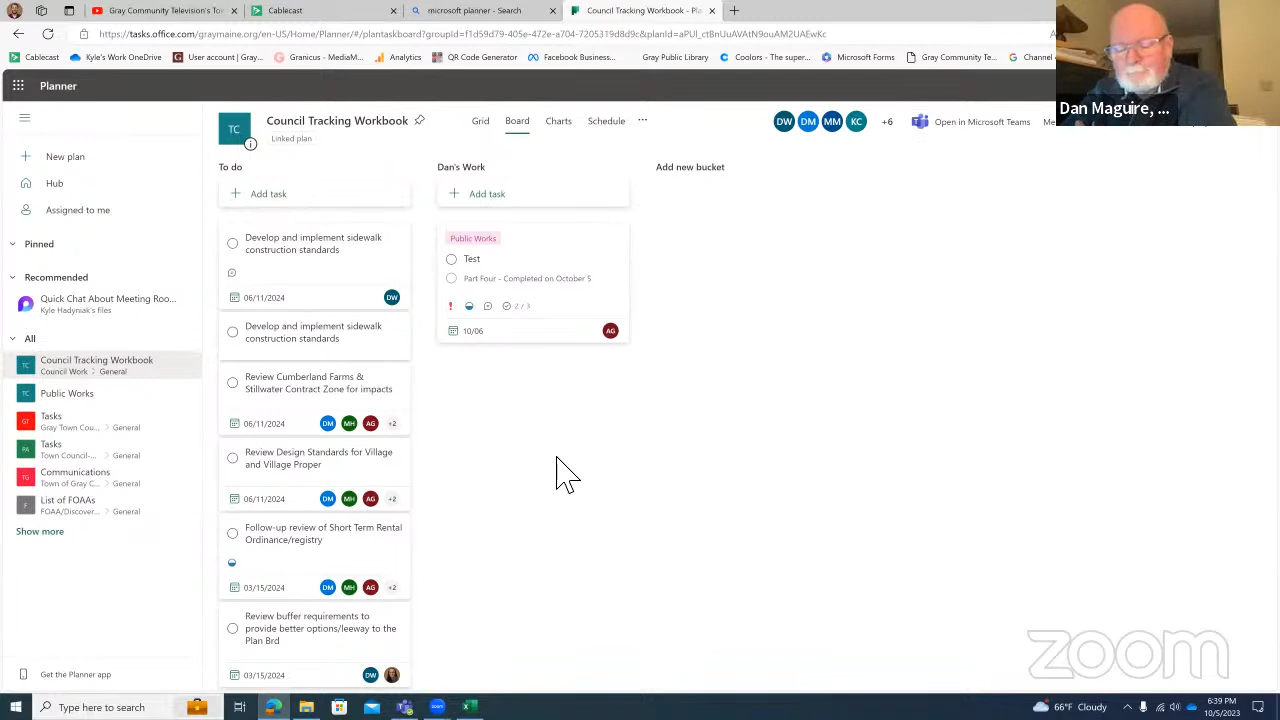 Gray Community Television's Tow
Cablecast
microsoft planner - Search
Council Tracking Workbook - Pl
https://tasks.office.com/graymaine.org/en-US/Home/Planner/#/plantaskboard?groupId=f1d59d79-405e-472e-a704-7205319d8d9c&planId=aPUl_ctBnUuAVAtN9ouAM2UAEwKc
Cablecast
Kyle's Work OneDrive
User account | Gray...
Granicus - MediaM...
Analytics
QR Code Generator
Facebook Business...
Gray Public Library
Coolors - The super...
Microsoft Forms
Gray Community Te...
Channel
Planner
Dan Maguire, ...
TC
Council Tracking Workbook
Linked plan
Grid
Board
Charts
Schedule
...
DW
DM
MM
KC
+6
Open in Microsoft Teams
Me
New plan
Hub
Assigned to me
Pinned
Recommended
Quick Chat About Meeting Roo...
Kyle Hadyniak's files
All
TC
Council Tracking Workbook
Council Work > General
TC
Public Works
GT
Tasks
Gray Town Cou... > General
PA
Tasks
Town Council-... > General
TG
Communications
Town of Gray C... > General
F
List of FOAAs
FOAA/Discover... > General
Show more
Get the Planner app
To do
Add task
Develop and implement sidewalk
construction standards
06/11/2024
DW
Develop and implement sidewalk
construction standards
Review Cumberland Farms &
Stillwater Contract Zone for impacts
06/11/2024
DM
MH
AG
+2
Review Design Standards for Village
and Village Proper
06/11/2024
DM
MH
AG
+2
Follow-up review of Short Term Rental
Ordinance/registry
03/15/2024
DM
MH
AG
+2
Review buffer requirements to
provide better options/leeway to the
Plan Brd
03/15/2024
DW
Dan's Work
Add task
Public Works
Test
Part Four - Completed on October 5
2 / 3
10/06
AG
Add new bucket
zoom
Type here to search
zoom
66°F Cloudy
6:39 PM
10/5/2023